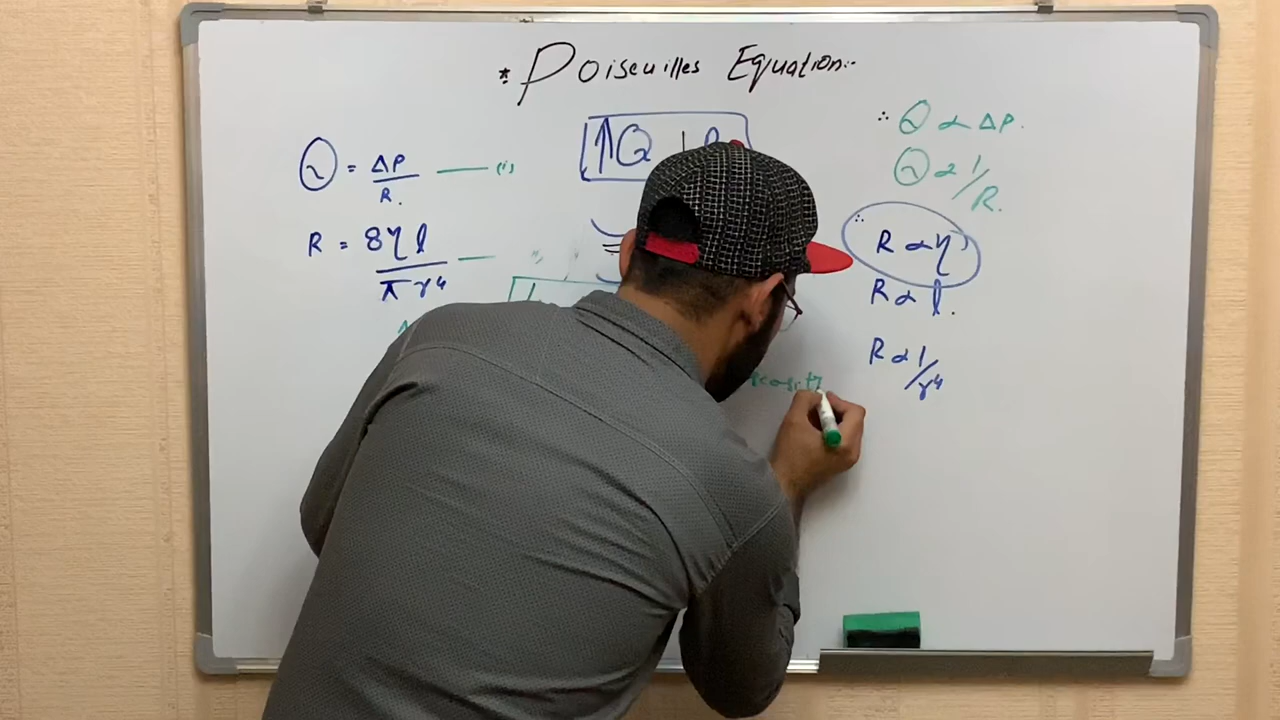 * Poiseuilles Equation:-
Q = ΔP/R. —— (i)
R = 8ηl/πr⁴ ——
↑Q
∴ Q ∝ ΔP.
Q ∝ 1/R.
∴ R ∝ η
R ∝ l.
R ∝ 1/r⁴